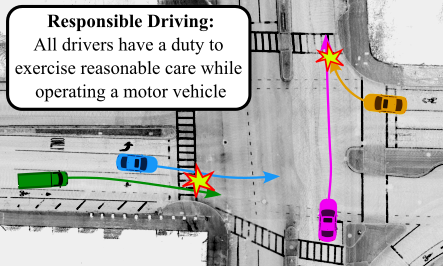 Responsible Driving:
All drivers have a duty to
exercise reasonable care while
operating a motor vehicle